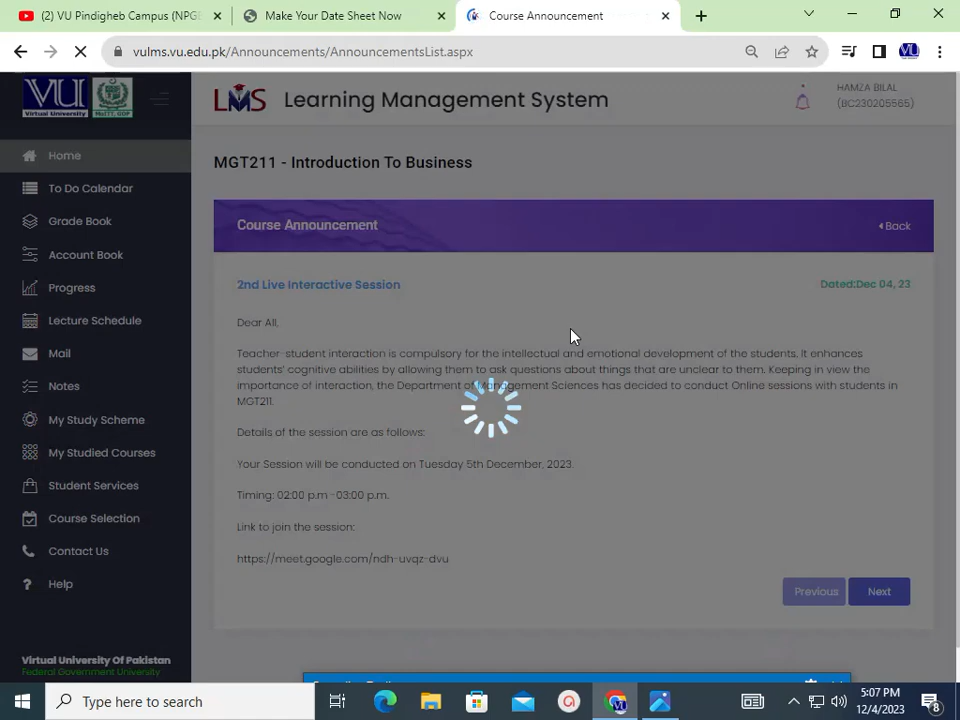 (2) VU Pindigheb Campus (NPGE
Make Your Date Sheet Now
Course Announcement
vulms.vu.edu.pk/Announcements/AnnouncementsList.aspx
VU
Virtual University
MoITT, GOP
LMS
Learning Management System
HAMZA BILAL
(BC230205565)
Home
To Do Calendar
Grade Book
Account Book
Progress
Lecture Schedule
Mail
Notes
My Study Scheme
My Studied Courses
Student Services
Course Selection
Contact Us
Help
Virtual University Of Pakistan
Federal Government University
MGT211 - Introduction To Business
Course Announcement
Back
2nd Live Interactive Session
Dated:Dec 04, 23
Dear All,
Teacher-student interaction is compulsory for the intellectual and emotional development of the students. It enhances
students' cognitive abilities by allowing them to ask questions about things that are unclear to them. Keeping in view the
importance of interaction, the Department of Management Sciences has decided to conduct Online sessions with students in
MGT211.
Details of the session are as follows:
Your Session will be conducted on Tuesday 5th December, 2023.
Timing: 02:00 p.m -03:00 p.m.
Link to join the session:
https://meet.google.com/ndh-uvqz-dvu
Previous
Next
Type here to search
5:07 PM
12/4/2023
8